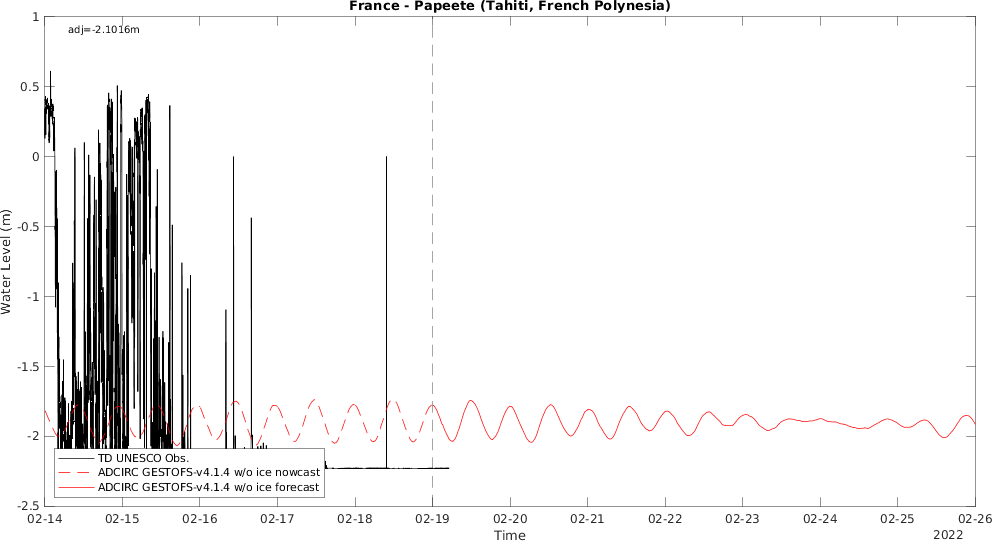 France - Papeete (Tahiti, French Polynesia)
adj=-2.1016m
1
0.5
0
-0.5
-1
-1.5
-2
-2.5
Water Level (m)
TD UNESCO Obs.
ADCIRC GESTOFS-v4.1.4 w/o ice nowcast
ADCIRC GESTOFS-v4.1.4 w/o ice forecast
02-14 02-15 02-16 02-17 02-18 02-19 02-20 02-21 02-22 02-23 02-24 02-25 02-26
Time
2022